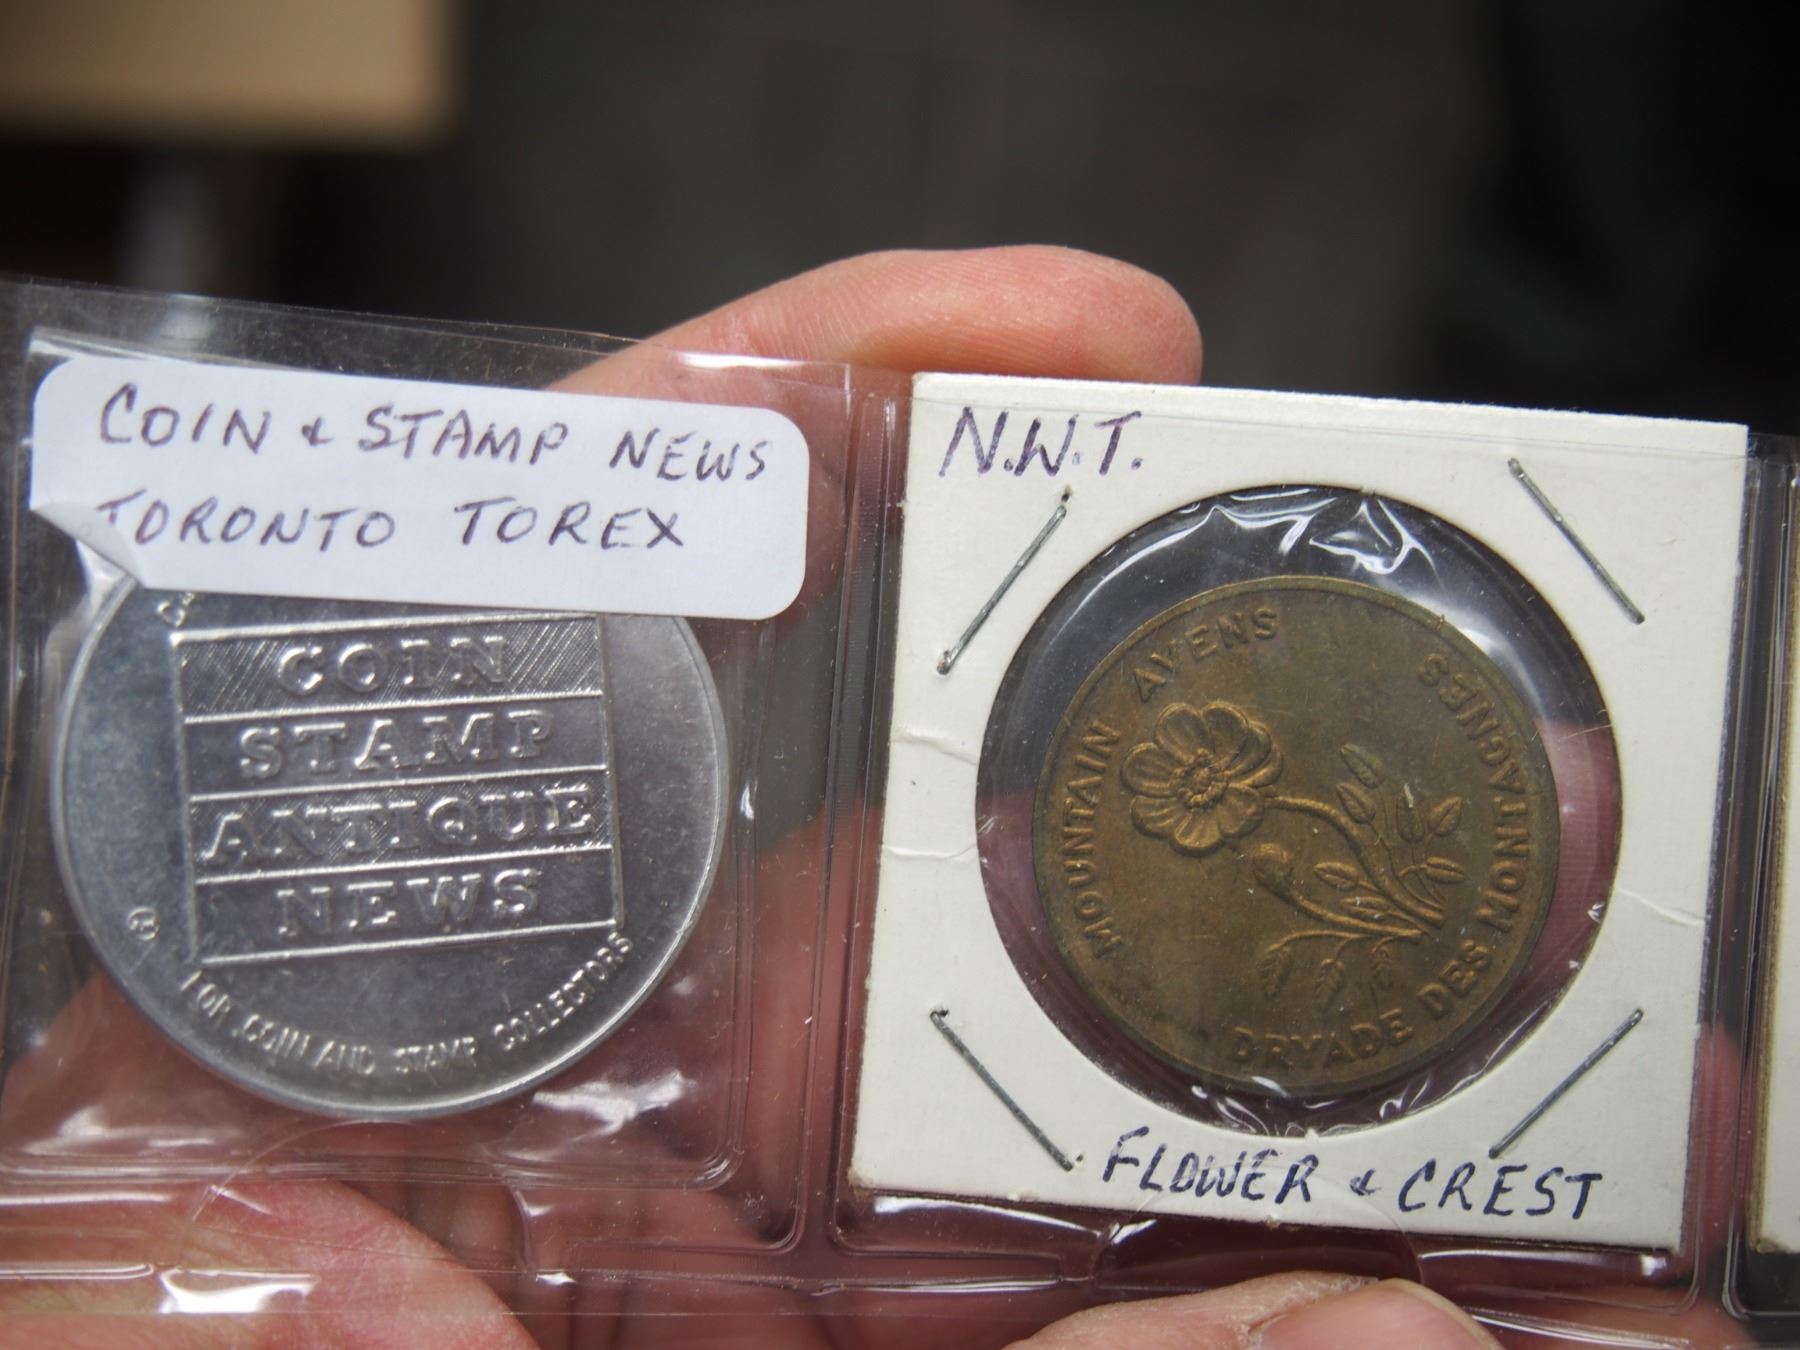 COIN & STAMP NEWS
TORONTO TOREX
COIN
STAMP
ANTIQUE
NEWS
FOR COIN AND STAMP COLLECTORS
N.W.T.
MOUNTAIN AVENS
DRYADE DES MONTAGNES
FLOWER & CREST